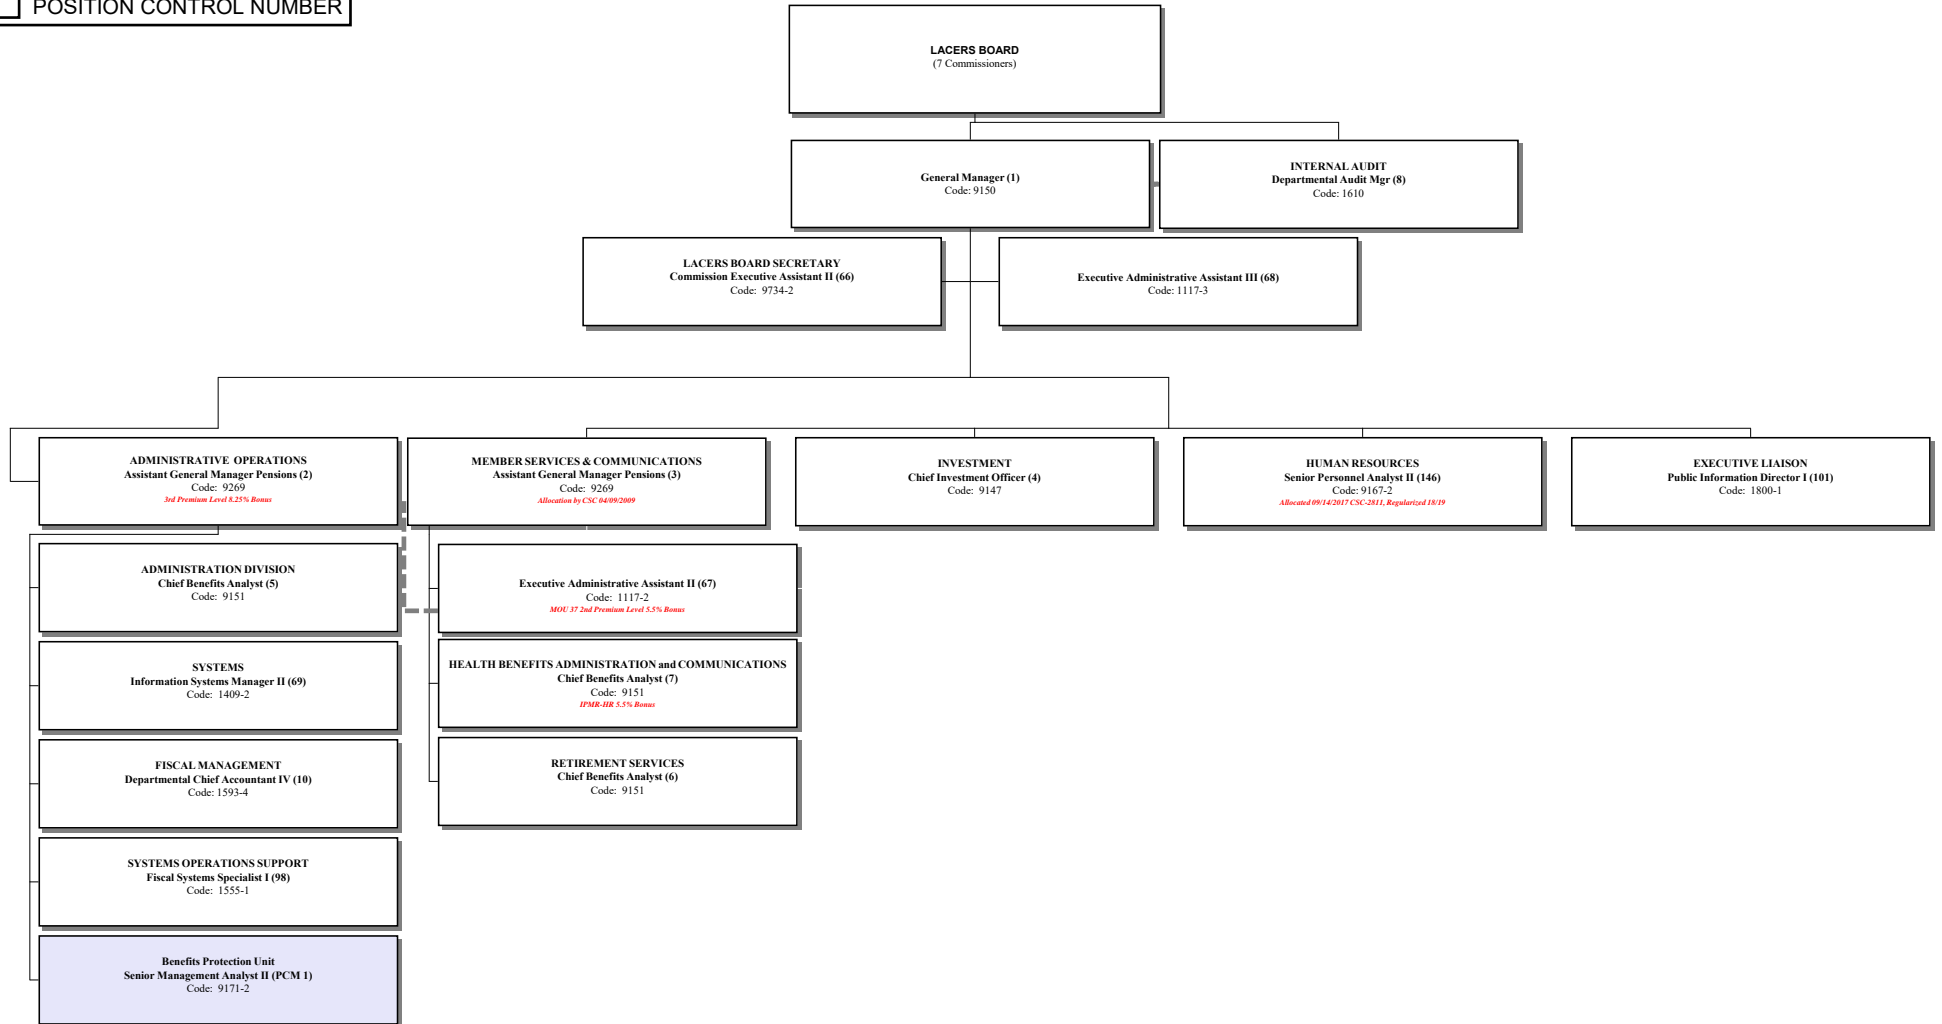 POSITION CONTROL NUMBER
LACERS BOARD
(7 Commissioners)
General Manager (1)
Code: 9150
INTERNAL AUDIT
Departmental Audit Mgr (8)
Code: 1610
LACERS BOARD SECRETARY
Commission Executive Assistant II (66)
Code: 9734-2
Executive Administrative Assistant III (68)
Code: 1117-3
ADMINISTRATIVE OPERATIONS
Assistant General Manager Pensions (2)
Code: 9269
3rd Premium Level 8.25% Bonus
MEMBER SERVICES & COMMUNICATIONS
Assistant General Manager Pensions (3)
Code: 9269
Allocation by CSC 04/09/2009
INVESTMENT
Chief Investment Officer (4)
Code: 9147
HUMAN RESOURCES
Senior Personnel Analyst II (146)
Code: 9167-2
Allocated 09/14/2017 CSC-2811, Regularized 18/19
EXECUTIVE LIAISON
Public Information Director I (101)
Code: 1800-1
ADMINISTRATION DIVISION
Chief Benefits Analyst (5)
Code: 9151
Executive Administrative Assistant II (67)
Code: 1117-2
MOU 37 2nd Premium Level 5.5% Bonus
SYSTEMS
Information Systems Manager II (69)
Code: 1409-2
HEALTH BENEFITS ADMINISTRATION and COMMUNICATIONS
Chief Benefits Analyst (7)
Code: 9151
IPMR-HR 5.5% Bonus
FISCAL MANAGEMENT
Departmental Chief Accountant IV (10)
Code: 1593-4
RETIREMENT SERVICES
Chief Benefits Analyst (6)
Code: 9151
SYSTEMS OPERATIONS SUPPORT
Fiscal Systems Specialist I (98)
Code: 1555-1
Benefits Protection Unit
Senior Management Analyst II (PCM 1)
Code: 9171-2